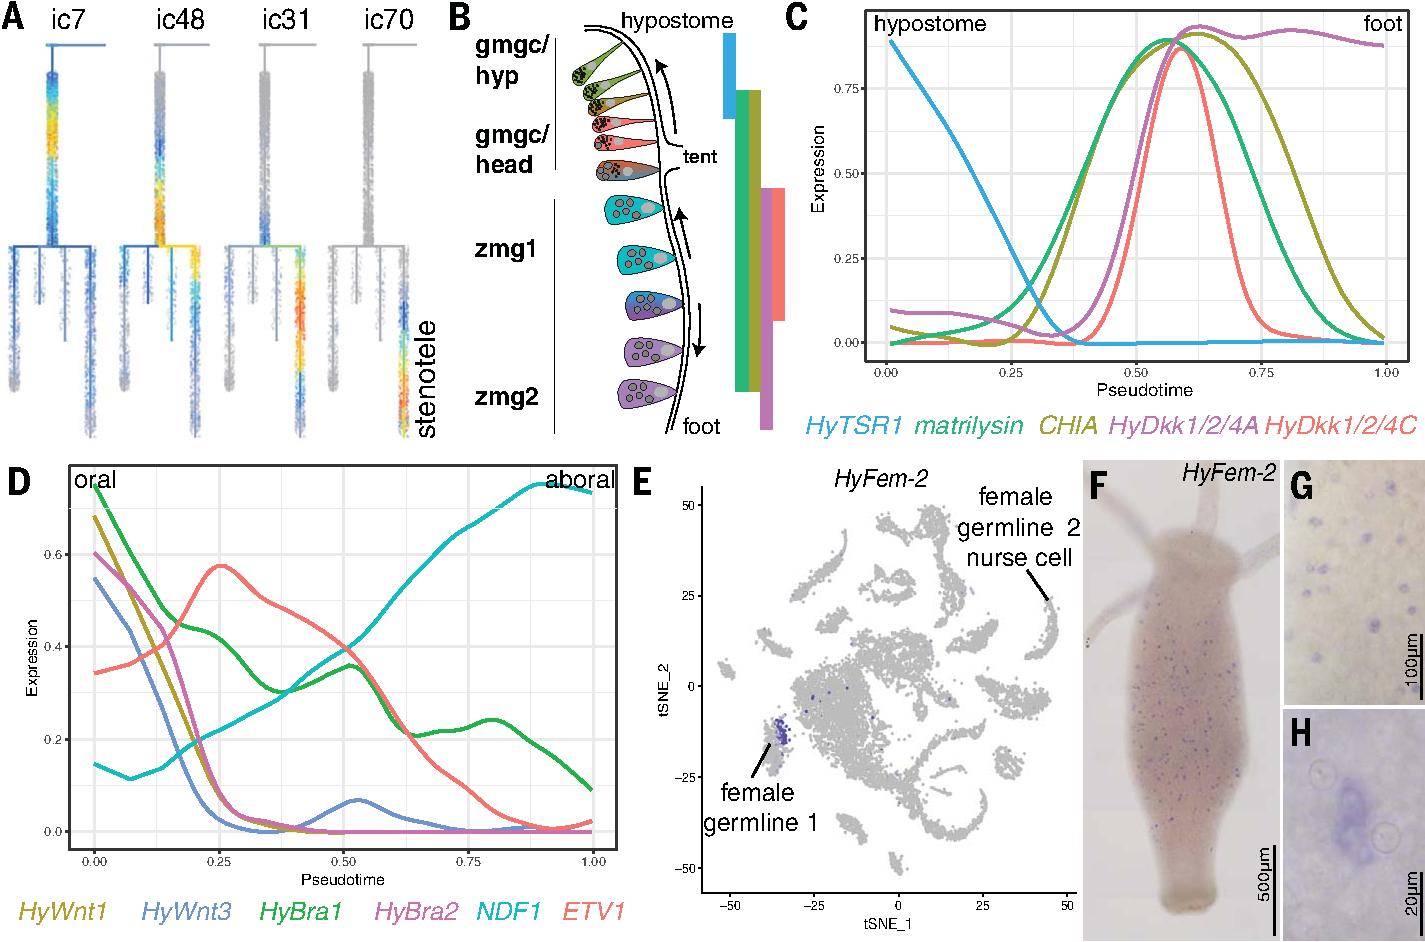 A
ic7
ic48
ic31
ic70
stenotele
B
hypostome
gmgc/
hyp
gmgc/
head
tent
zmg1
zmg2
foot
C
hypostome
foot
Expression
0.75
0.50
0.25
0.00
0.00
0.25
0.50
0.75
1.00
Pseudotime
HyTSR1 matrilysin CHIA HyDkk1/2/4A HyDkk1/2/4C
D
oral
aboral
Expression
0.6
0.4
0.2
0.0
0.00
0.25
0.50
0.75
1.00
Pseudotime
HyWnt1 HyWnt3 HyBra1 HyBra2 NDF1 ETV1
E
HyFem-2
female
germline 2
nurse cell
female
germline 1
tSNE_2
50
25
0
−25
−50
−50
−25
0
25
50
tSNE_1
F
HyFem-2
500µm
G
100µm
H
20µm